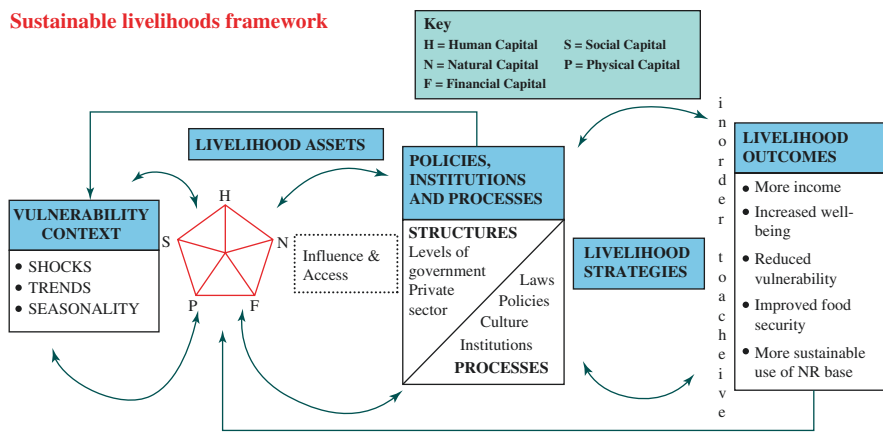 Sustainable livelihoods framework
Key
H = Human Capital S = Social Capital
N = Natural Capital P = Physical Capital
F = Financial Capital
LIVELIHOOD ASSETS
VULNERABILITY
CONTEXT
• SHOCKS
• TRENDS
• SEASONALITY
H
S
N
P
F
Influence &
Access
POLICIES,
INSTITUTIONS
AND PROCESSES
STRUCTURES
Levels of
government
Private
sector
Laws
Policies
Culture
Institutions
PROCESSES
LIVELIHOOD
STRATEGIES
inorder toacheive
LIVELIHOOD
OUTCOMES
• More income
• Increased well-
being
• Reduced
vulnerability
• Improved food
security
• More sustainable
use of NR base